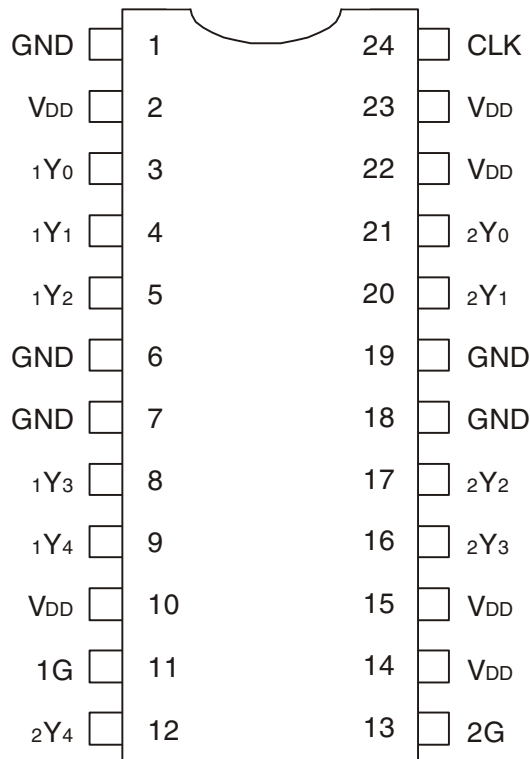 GND 1 24 CLK
VDD 2 23 VDD
1Y0 3 22 VDD
1Y1 4 21 2Y0
1Y2 5 20 2Y1
GND 6 19 GND
GND 7 18 GND
1Y3 8 17 2Y2
1Y4 9 16 2Y3
VDD 10 15 VDD
1G 11 14 VDD
2Y4 12 13 2G